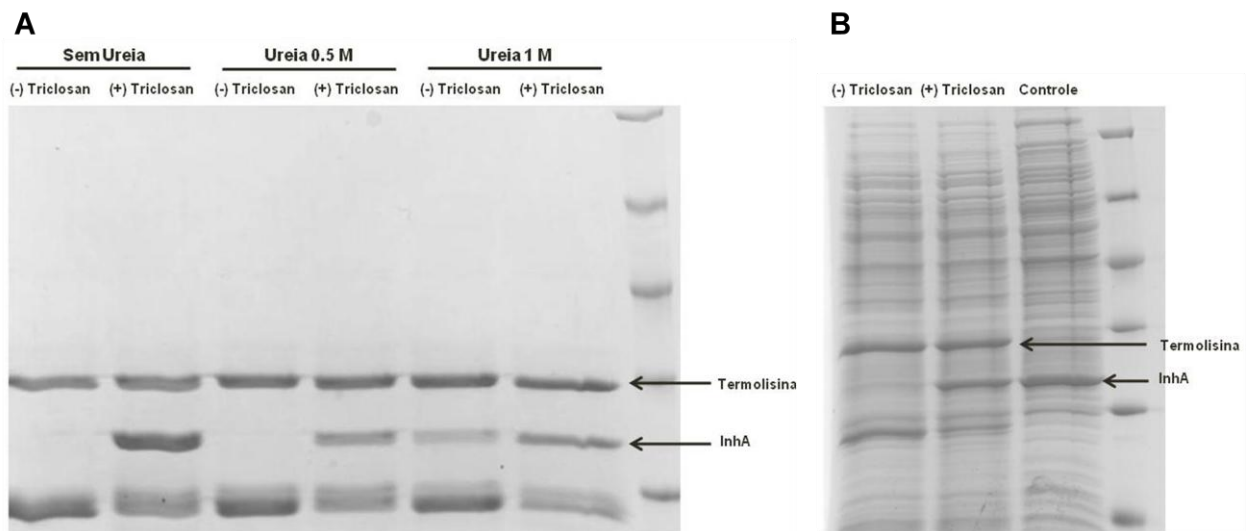 A
B
Sem Ureia
Ureia 0.5 M
Ureia 1 M
(-) Triclosan
(+) Triclosan
(-) Triclosan
(+) Triclosan
(-) Triclosan
(+) Triclosan
(-) Triclosan
(+) Triclosan
Controle
Termolisina
InhA
Termolisina
InhA